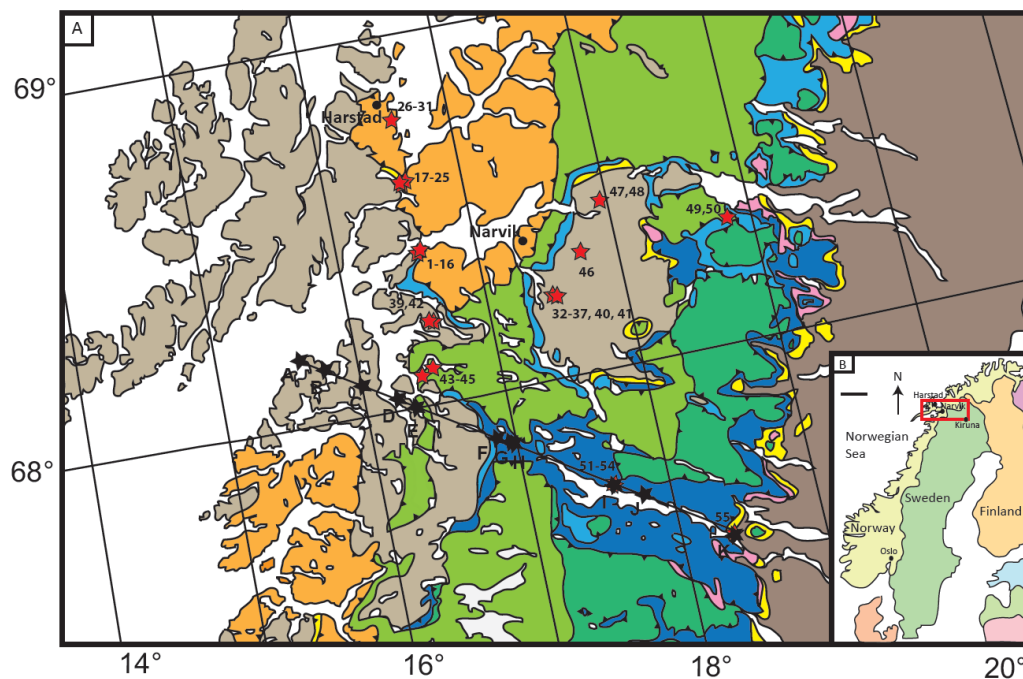 A
69°
26-31
Harstad
17-25
47,48
49,50
Narvik
1-16
46
39,42
32-37, 40, 41
43-45
A
B
C
D
E
F
G
H
51-54
I
J
55
K
68°
14°
16°
18°
20°
B
N
Harstad
Narvik
Kiruna
Norwegian
Sea
Sweden
Finland
Norway
Oslo